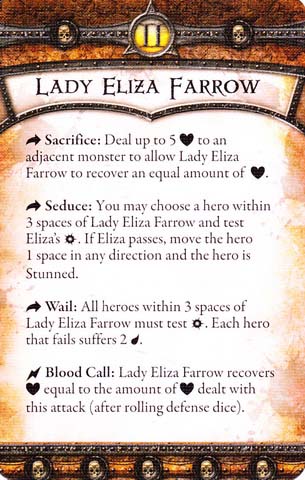 II
LADY ELIZA FARROW
Sacrifice: Deal up to 5 ♥ to an
adjacent monster to allow Lady Eliza
Farrow to recover an equal amount of ♥.
Seduce: You may choose a hero within
3 spaces of Lady Eliza Farrow and test
Eliza's. If Eliza passes, move the hero
1 space in any direction and the hero is
Stunned.
Wail: All heroes within 3 spaces of
Lady Eliza Farrow must test. Each hero
that fails suffers 2.
Blood Call: Lady Eliza Farrow recovers
♥ equal to the amount of ♥ dealt with
this attack (after rolling defense dice).